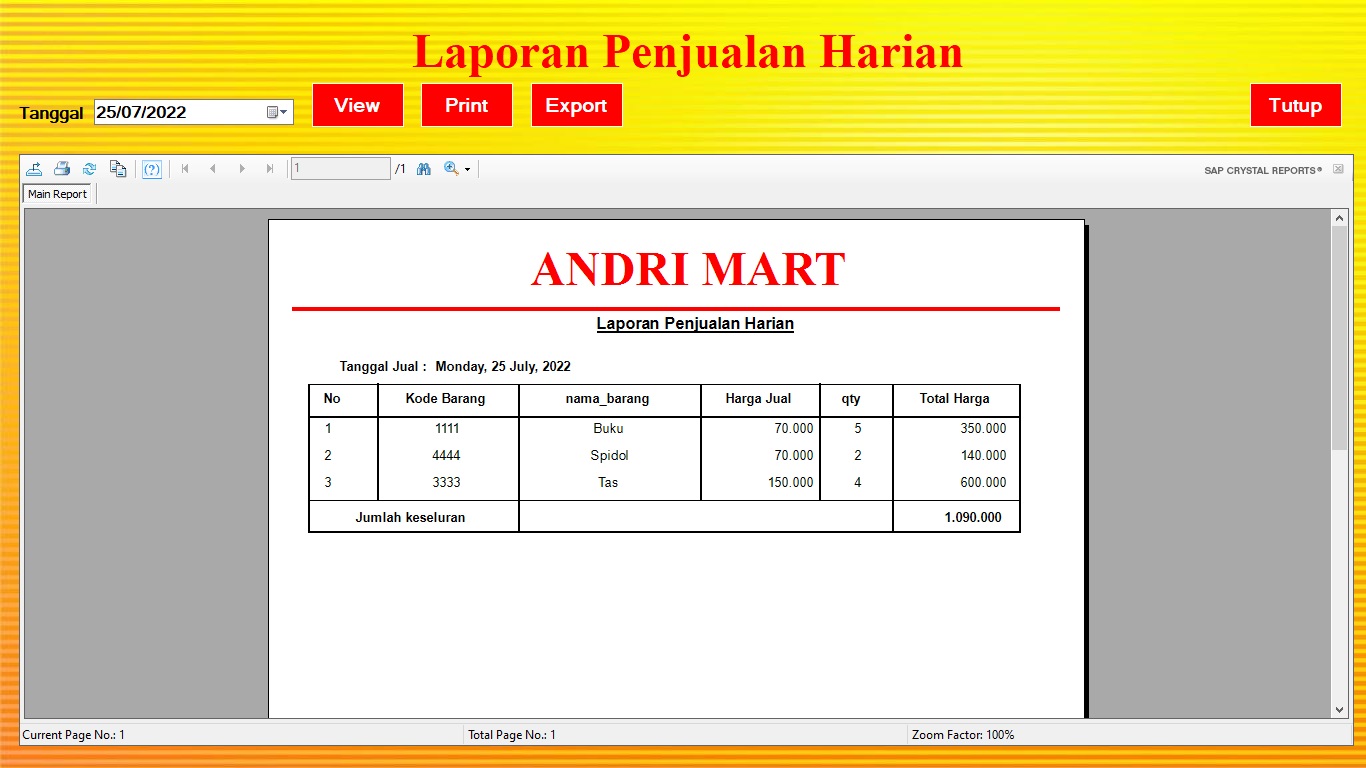 Laporan Penjualan Harian
Tanggal 25/07/2022 View Print Export Tutup
(?) 1 /1 SAP CRYSTAL REPORTS®
Main Report
ANDRI MART
Laporan Penjualan Harian
Tanggal Jual : Monday, 25 July, 2022
No Kode Barang nama_barang Harga Jual qty Total Harga
1 1111 Buku 70.000 5 350.000
2 4444 Spidol 70.000 2 140.000
3 3333 Tas 150.000 4 600.000
Jumlah keseluran 1.090.000
Current Page No.: 1 Total Page No.: 1 Zoom Factor: 100%